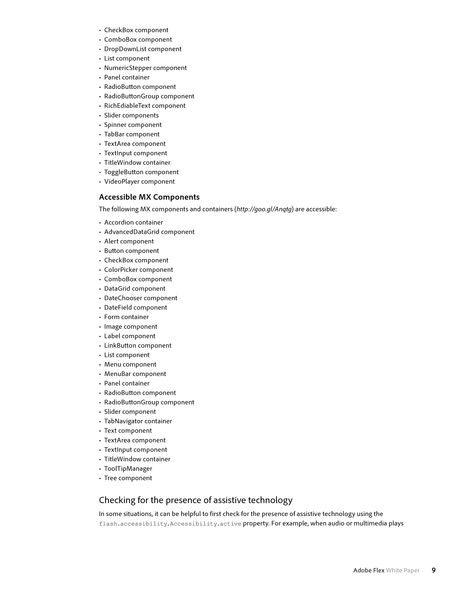 • CheckBox component
• ComboBox component
• DropDownList component
• List component
• NumericStepper component
• Panel container
• RadioButton component
• RadioButtonGroup component
• RichEdiableText component
• Slider components
• Spinner component
• TabBar component
• TextArea component
• TextInput component
• TitleWindow container
• ToggleButton component
• VideoPlayer component
Accessible MX Components
The following MX components and containers (http://goo.gl/Anqtg) are accessible:
• Accordion container
• AdvancedDataGrid component
• Alert component
• Button component
• CheckBox component
• ColorPicker component
• ComboBox component
• DataGrid component
• DateChooser component
• DateField component
• Form container
• Image component
• Label component
• LinkButton component
• List component
• Menu component
• MenuBar component
• Panel container
• RadioButton component
• RadioButtonGroup component
• Slider component
• TabNavigator container
• Text component
• TextArea component
• TextInput component
• TitleWindow container
• ToolTipManager
• Tree component
Checking for the presence of assistive technology
In some situations, it can be helpful to first check for the presence of assistive technology using the
flash.accessibility.Accessibility.active property. For example, when audio or multimedia plays
Adobe Flex White Paper 9